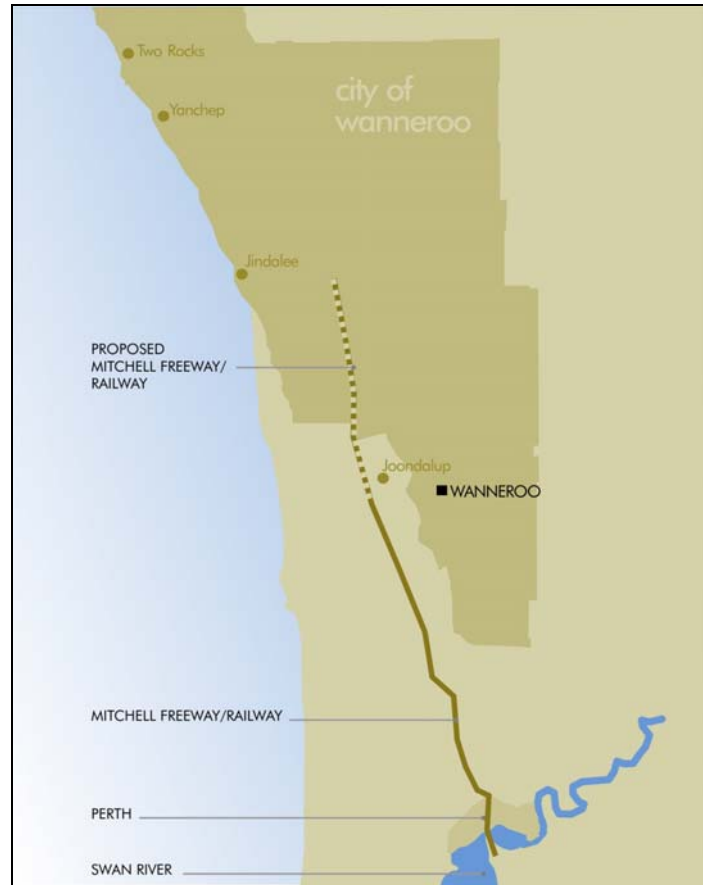 Two Rocks
city of
wanneroo
Yanchep
Jindalee
PROPOSED
MITCHELL FREEWAY/
RAILWAY
Joondalup
WANNEROO
MITCHELL FREEWAY/RAILWAY
PERTH
SWAN RIVER